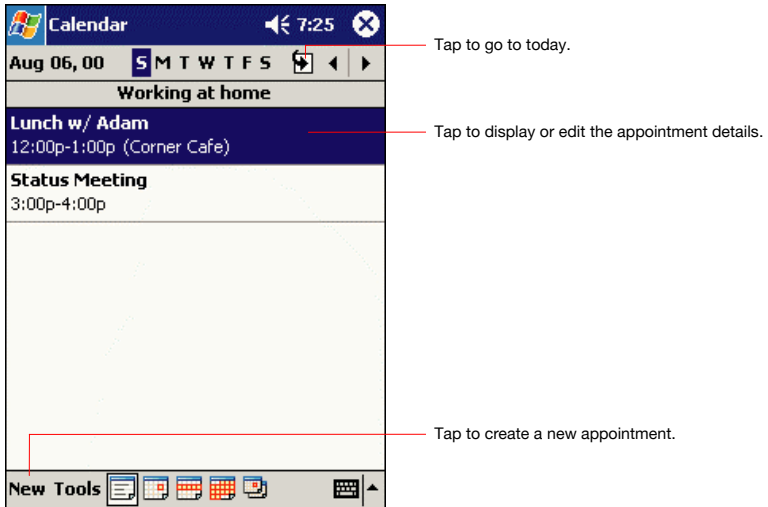 Calendar 7:25
Tap to go to today.
Aug 06, 00 S M T W T F S
Working at home
Lunch w/ Adam
12:00p-1:00p (Corner Cafe)
Tap to display or edit the appointment details.
Status Meeting
3:00p-4:00p
Tap to create a new appointment.
New Tools